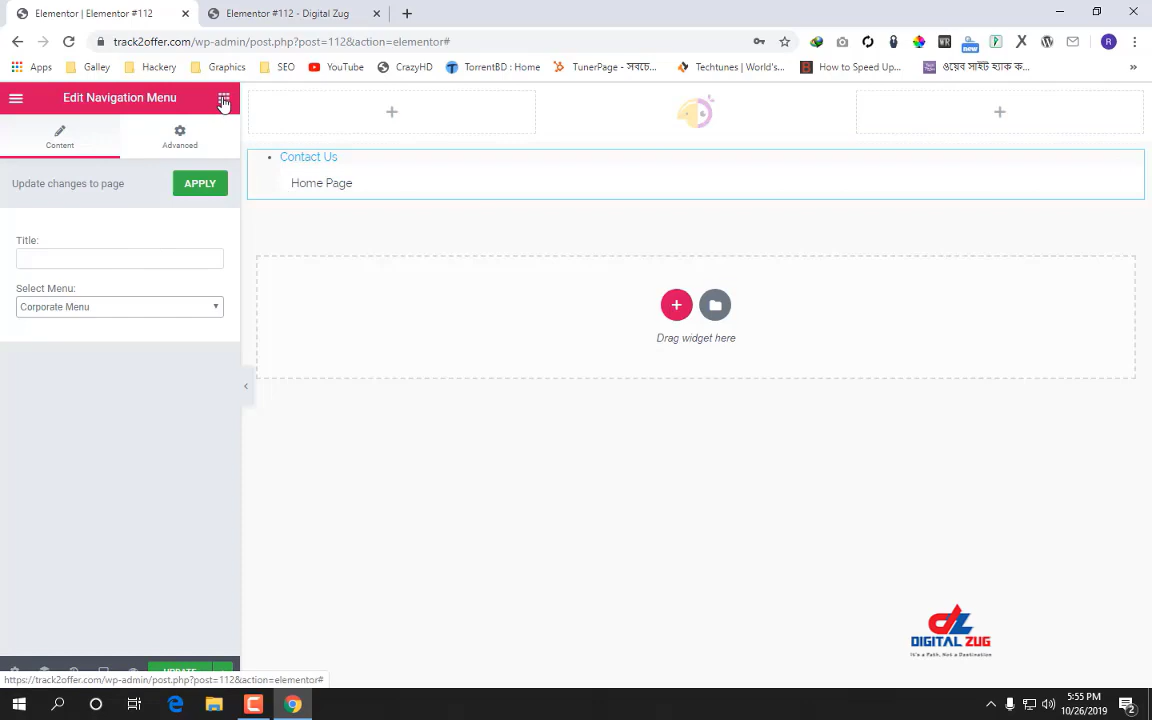 Elementor | Elementor #112
Elementor #112 - Digital Zug
track2offer.com/wp-admin/post.php?post=112&action=elementor#
Apps
Galley
Hackery
Graphics
SEO
YouTube
CrazyHD
TorrentBD : Home
TunerPage - সবচে...
Techtunes | World's...
How to Speed Up...
ওয়েব সাইট হ্যাক ক...
»
new
WR
R
Edit Navigation Menu
Content
Advanced
Update changes to page
APPLY
Title:
Select Menu:
Corporate Menu
Contact Us
Home Page
Drag widget here
DIGITAL ZUG
It's a Path, Not a Destination
https://track2offer.com/wp-admin/post.php?post=112&action=elementor#
5:55 PM
10/26/2019
2